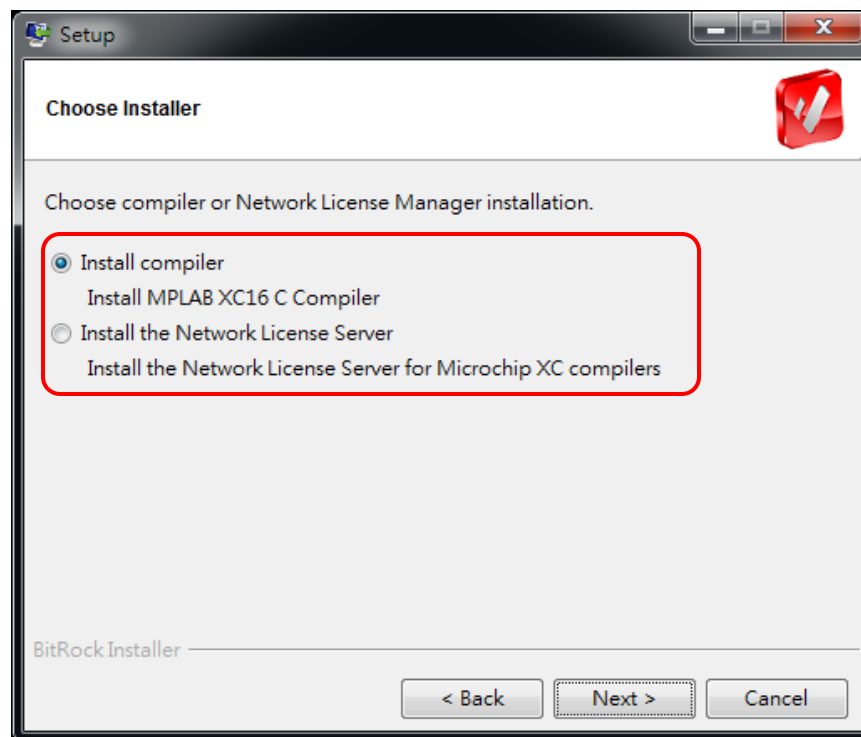 Setup
Choose Installer
Choose compiler or Network License Manager installation.
Install compiler
Install MPLAB XC16 C Compiler
Install the Network License Server
Install the Network License Server for Microchip XC compilers
BitRock Installer
< Back Next > Cancel